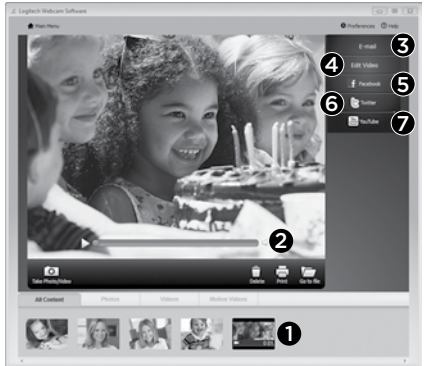 Logitech Webcam Software
Main Menu
Preferences
Help
E-mail
3
4
Edit Video
Facebook
5
6
Twitter
YouTube
7
2
Take Photo/Video
Delete
Print
Go to file
All Content
Photos
Videos
Motion Videos
1